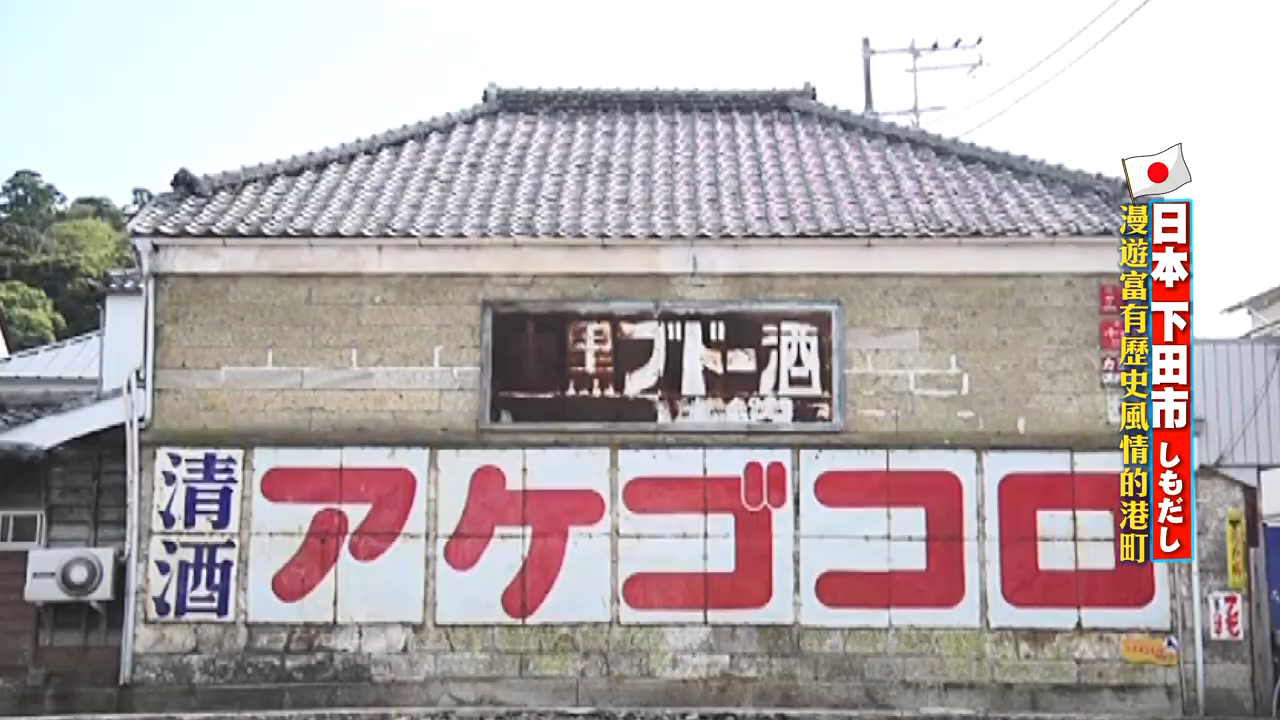 ブドー酒
清酒
アケゴコロ
日本 下田市 しもだし
漫遊富有歷史風情的港町